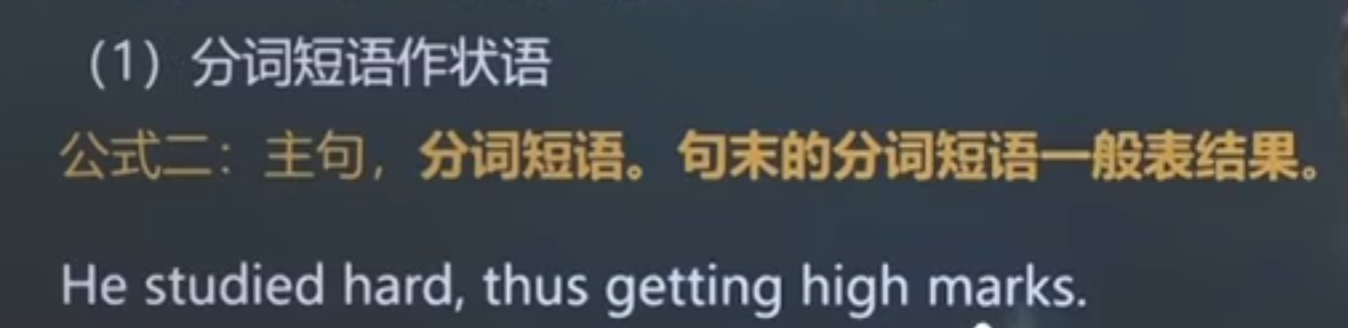 （1）分词短语作状语
公式二：主句，分词短语。句末的分词短语一般表结果。
He studied hard, thus getting high marks.